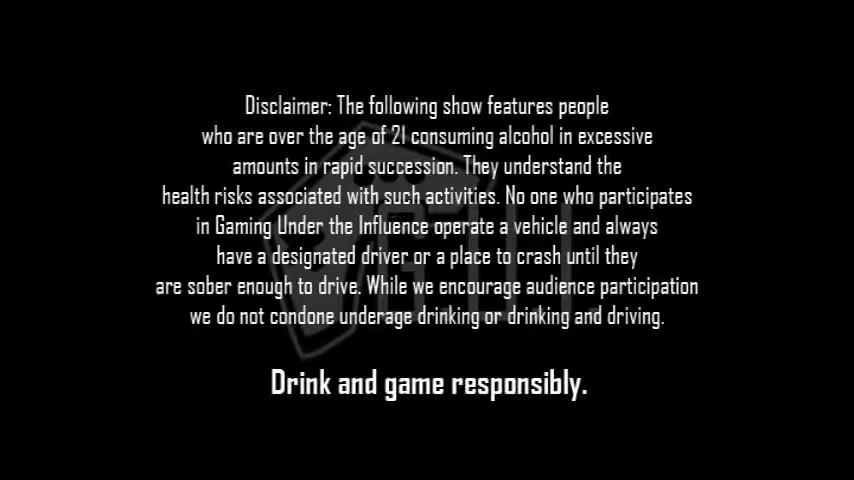 Disclaimer: The following show features people
who are over the age of 21 consuming alcohol in excessive
amounts in rapid succession. They understand the
health risks associated with such activities. No one who participates
in Gaming Under the Influence operate a vehicle and always
have a designated driver or a place to crash until they
are sober enough to drive. While we encourage audience participation
we do not condone underage drinking or drinking and driving.
Drink and game responsibly.